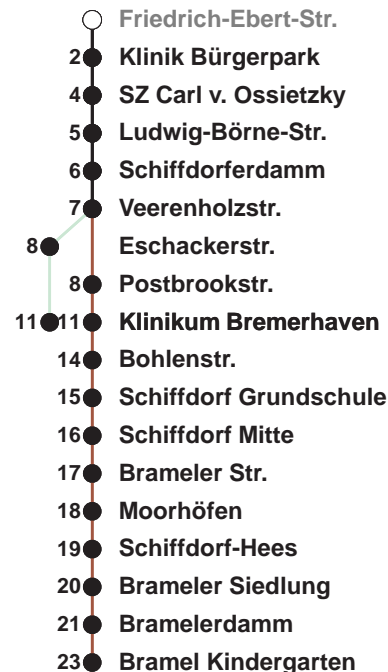 Friedrich-Ebert-Str.
2 Klinik Bürgerpark
4 SZ Carl v. Ossietzky
5 Ludwig-Börne-Str.
6 Schiffdorferdamm
7 Veerenholzstr.
8 Eschackerstr.
8 Postbrookstr.
11 11 Klinikum Bremerhaven
14 Bohlenstr.
15 Schiffdorf Grundschule
16 Schiffdorf Mitte
17 Brameler Str.
18 Moorhöfen
19 Schiffdorf-Hees
20 Brameler Siedlung
21 Bramelerdamm
23 Bramel Kindergarten